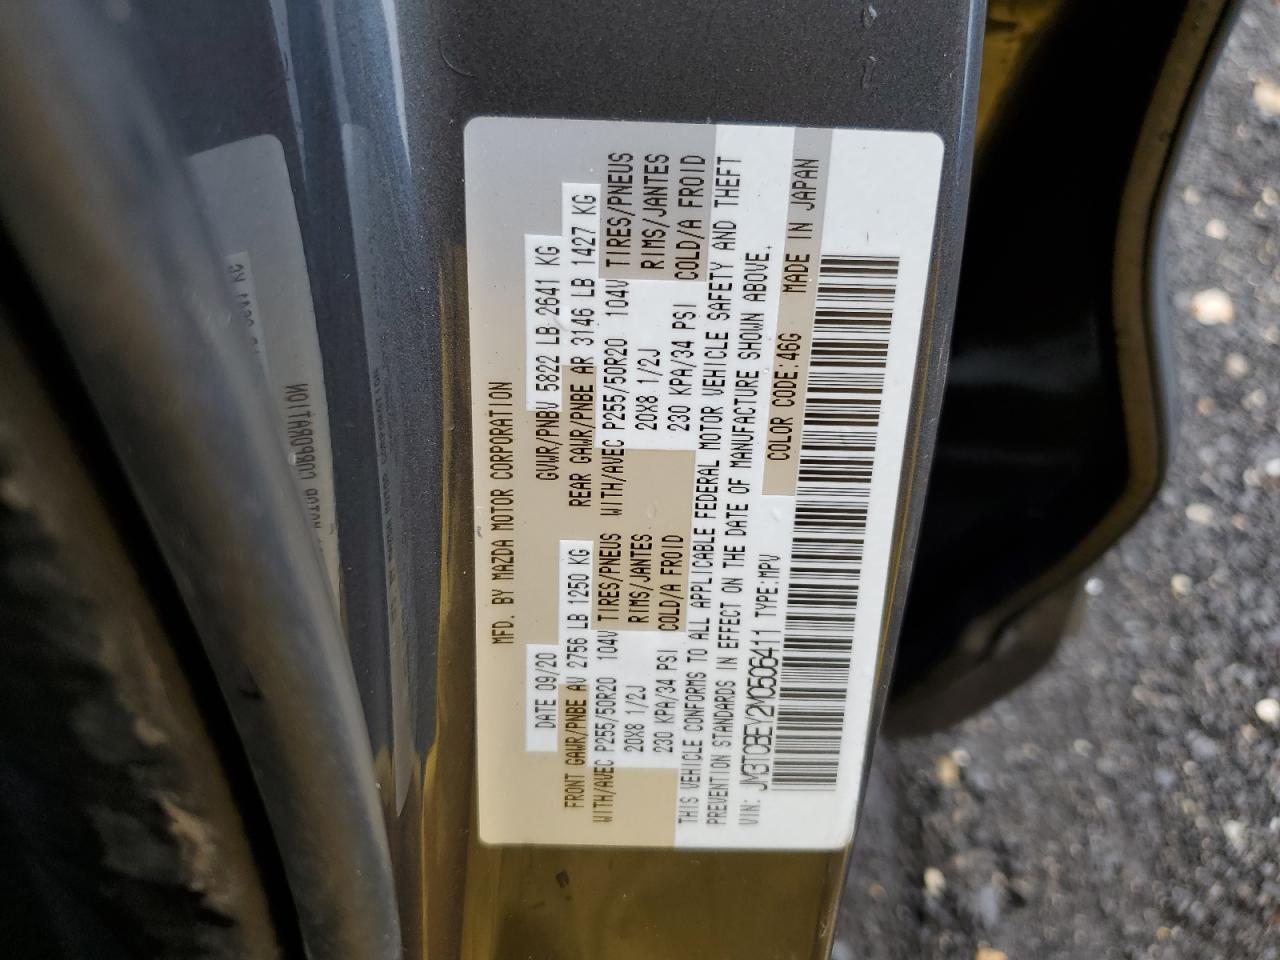 MFD. BY MAZDA MOTOR CORPORATION
DATE 09/20 GVWR/PNBV 5822 LB 2641 KG
FRONT GAWR/PNBE AV 2756 LB 1250 KG REAR GAWR/PNBE AR 3146 LB 1427 KG
WITH/AVEC P255/50R20 104V TIRES/PNEUS WITH/AVEC P255/50R20 104V TIRES/PNEUS
20X8 1/2J RIMS/JANTES 20X8 1/2J RIMS/JANTES
230 KPA/34 PSI COLD/A FROID 230 KPA/34 PSI COLD/A FROID
THIS VEHICLE CONFORMS TO ALL APPLICABLE FEDERAL MOTOR VEHICLE SAFETY AND THEFT
PREVENTION STANDARDS IN EFFECT ON THE DATE OF MANUFACTURE SHOWN ABOVE.
VIN: JM3TCBEY2M0506411 TYPE:MPV COLOR CODE:46G MADE IN JAPAN